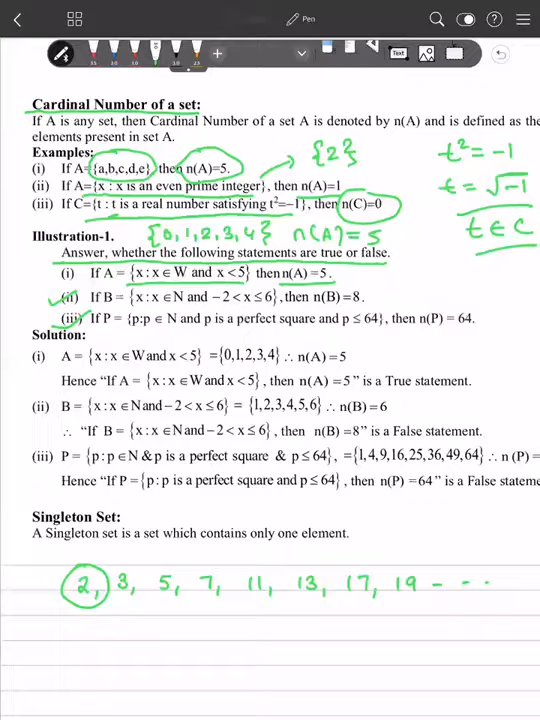 Pen
Text
Cardinal Number of a set:
If A is any set, then Cardinal Number of a set A is denoted by n(A) and is defined as the
elements present in set A.
Examples: {2} t² = -1
(i) If A={a,b,c,d,e} then n(A)=5.
(ii) If A={x : x is an even prime integer}, then n(A)=1 t = √-1
(iii) If C={t : t is a real number satisfying t²=–1}, then n(C)=0
t ∈ C
Illustration-1. {0, 1, 2, 3, 4} n(A) = 5
Answer, whether the following statements are true or false.
(i) If A = {x : x ∈ W and x < 5} then n(A) = 5.
(ii) If B = {x : x ∈ N and − 2 < x ≤ 6}, then n(B) = 8.
(iii) If P = {p:p ∈ N and p is a perfect square and p ≤ 64}, then n(P) = 64.
Solution:
(i) A = {x : x ∈ W and x < 5} = {0,1,2,3,4} ∴ n(A) = 5
Hence “If A = {x : x ∈ W and x < 5}, then n(A) = 5” is a True statement.
(ii) B = {x : x ∈ N and − 2 < x ≤ 6} = {1,2,3,4,5,6} ∴ n(B) = 6
∴ “If B = {x : x ∈ N and − 2 < x ≤ 6}, then n(B) = 8” is a False statement.
(iii) P = {p : p ∈ N & p is a perfect square & p ≤ 64}, = {1,4,9,16,25,36,49,64} ∴ n (P) =
Hence “If P = {p : p is a perfect square and p ≤ 64}, then n(P) = 64” is a False stateme
Singleton Set:
A Singleton set is a set which contains only one element.
2, 3, 5, 7, 11, 13, 17, 19 - - - -